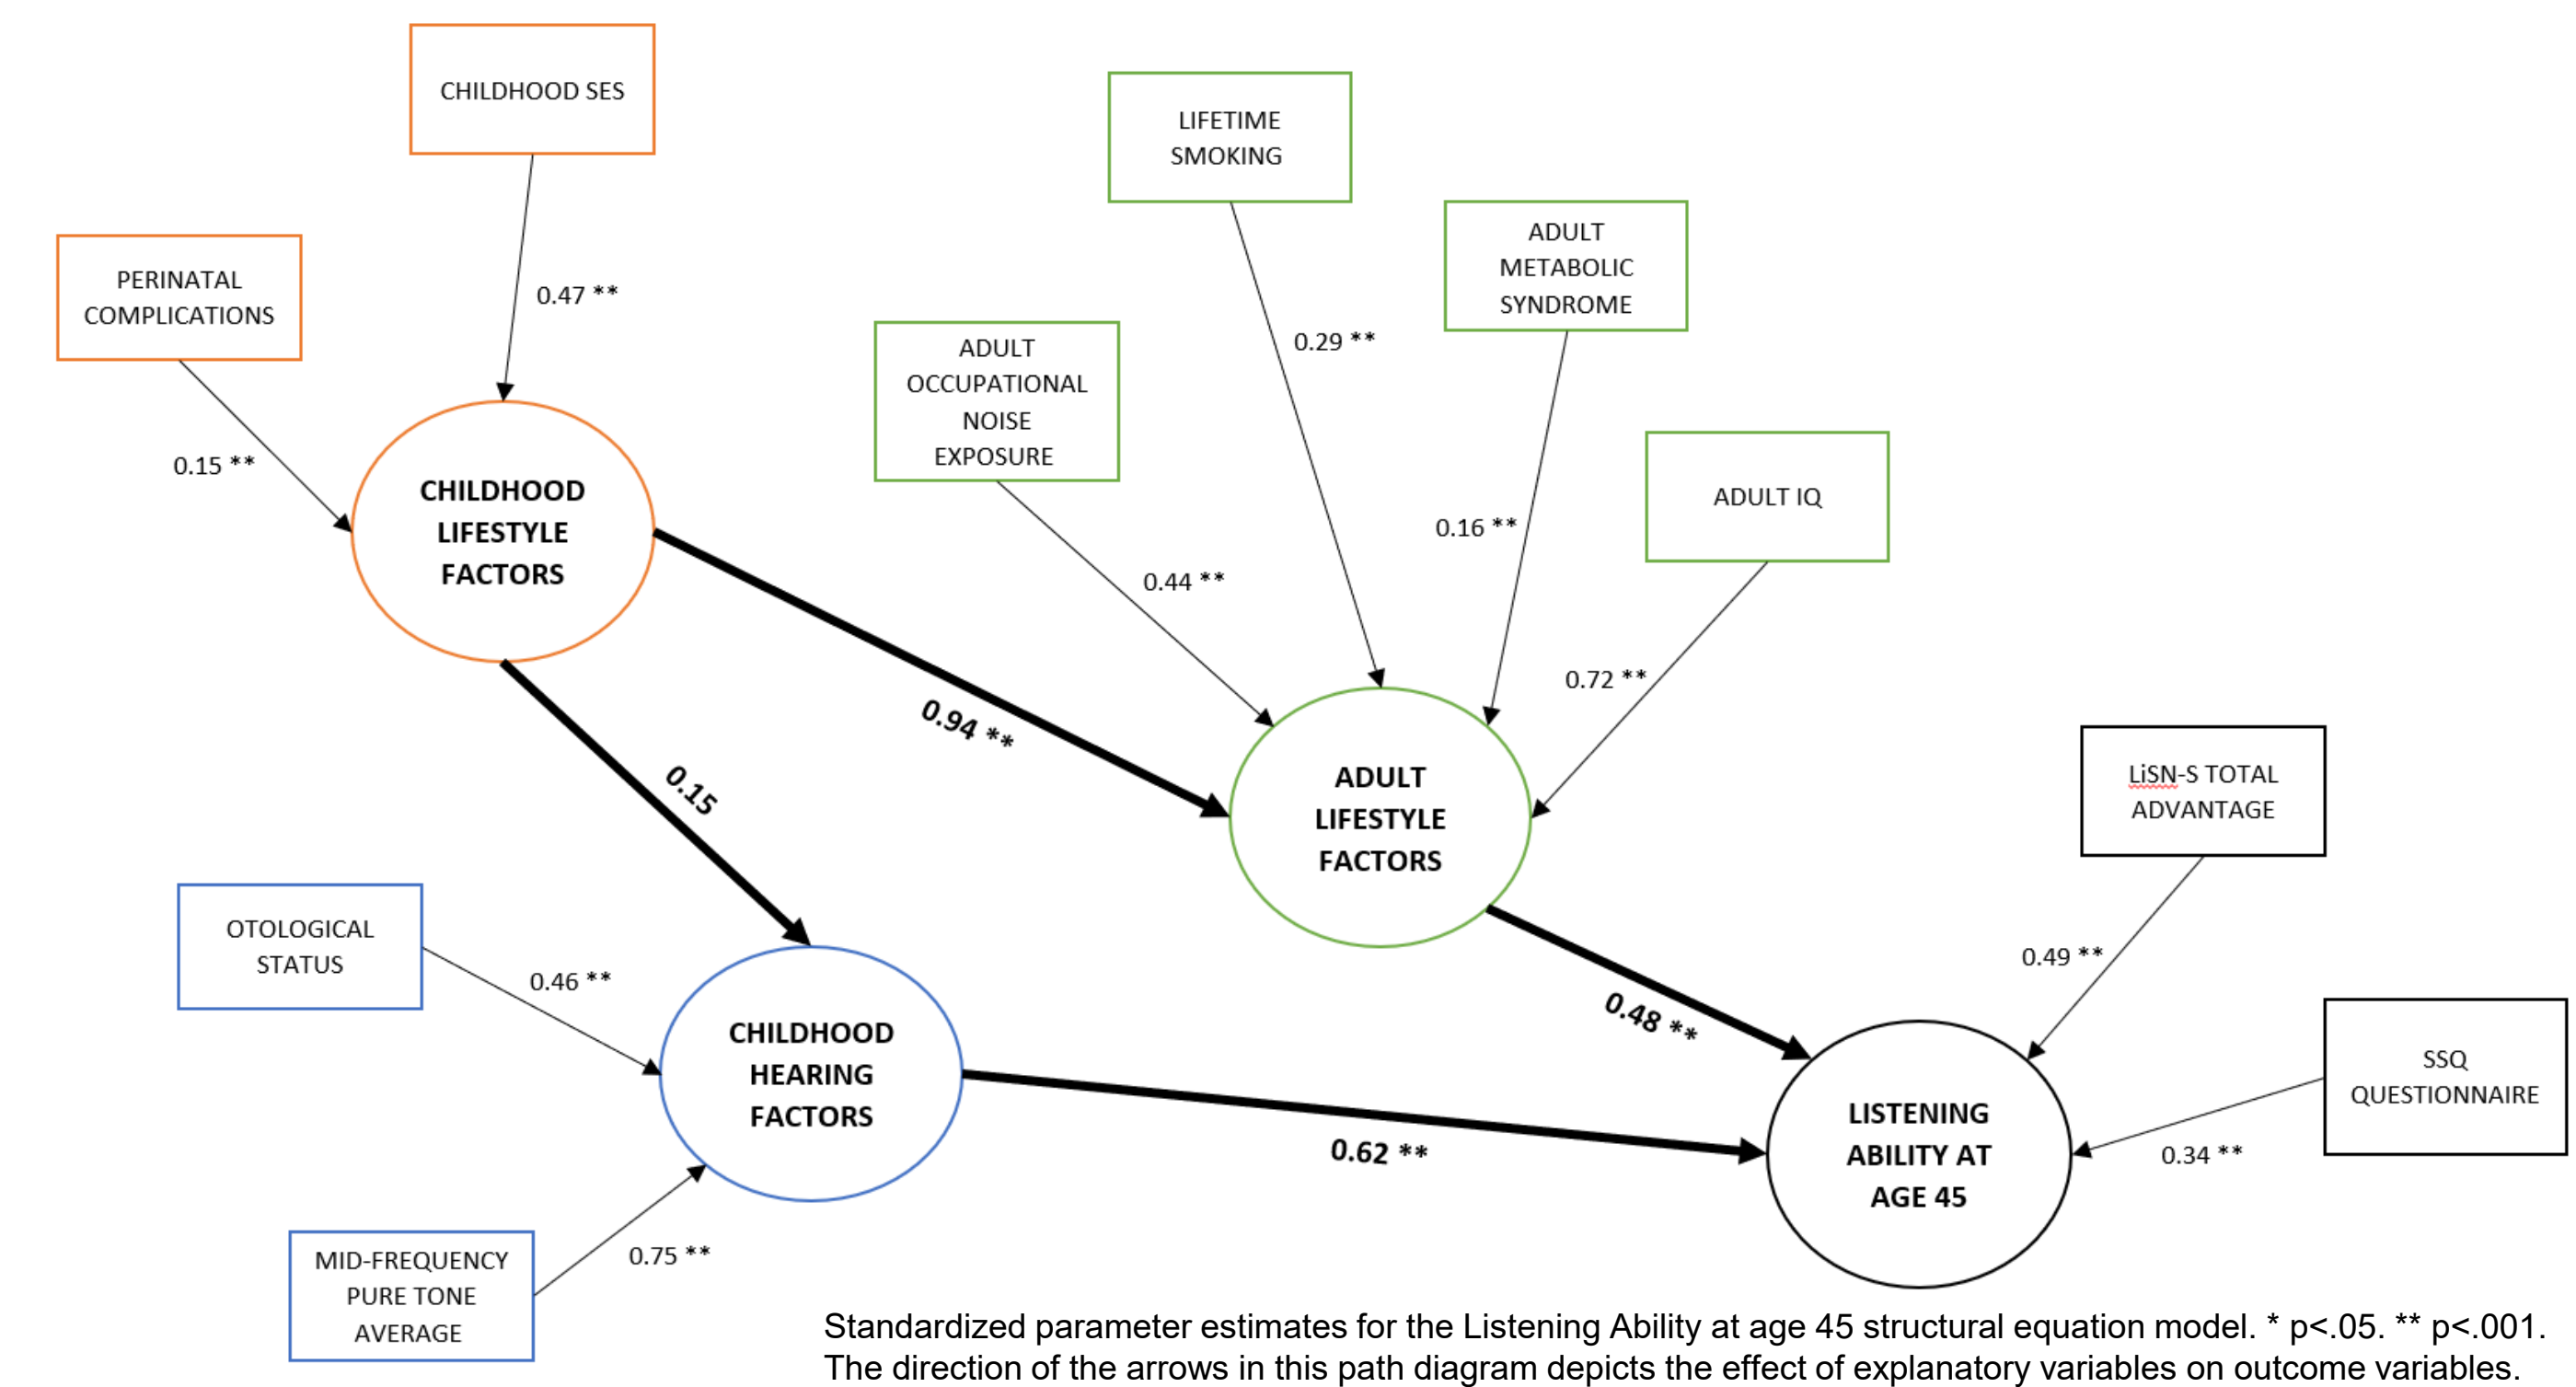 CHILDHOOD SES
LIFETIME
SMOKING
ADULT
METABOLIC
SYNDROME
PERINATAL
COMPLICATIONS
0.47 **
0.29 **
ADULT
OCCUPATIONAL
NOISE
EXPOSURE
0.15 **
CHILDHOOD
LIFESTYLE
FACTORS
ADULT IQ
0.16 **
0.44 **
0.72 **
0.94 **
0.15
ADULT
LIFESTYLE
FACTORS
LiSN-S TOTAL
ADVANTAGE
OTOLOGICAL
STATUS
0.46 **
0.49 **
0.48 **
CHILDHOOD
HEARING
FACTORS
SSQ
QUESTIONNAIRE
LISTENING
ABILITY AT
AGE 45
0.62 **
0.34 **
0.75 **
MID-FREQUENCY
PURE TONE
AVERAGE
Standardized parameter estimates for the Listening Ability at age 45 structural equation model. * p<.05. ** p<.001.
The direction of the arrows in this path diagram depicts the effect of explanatory variables on outcome variables.